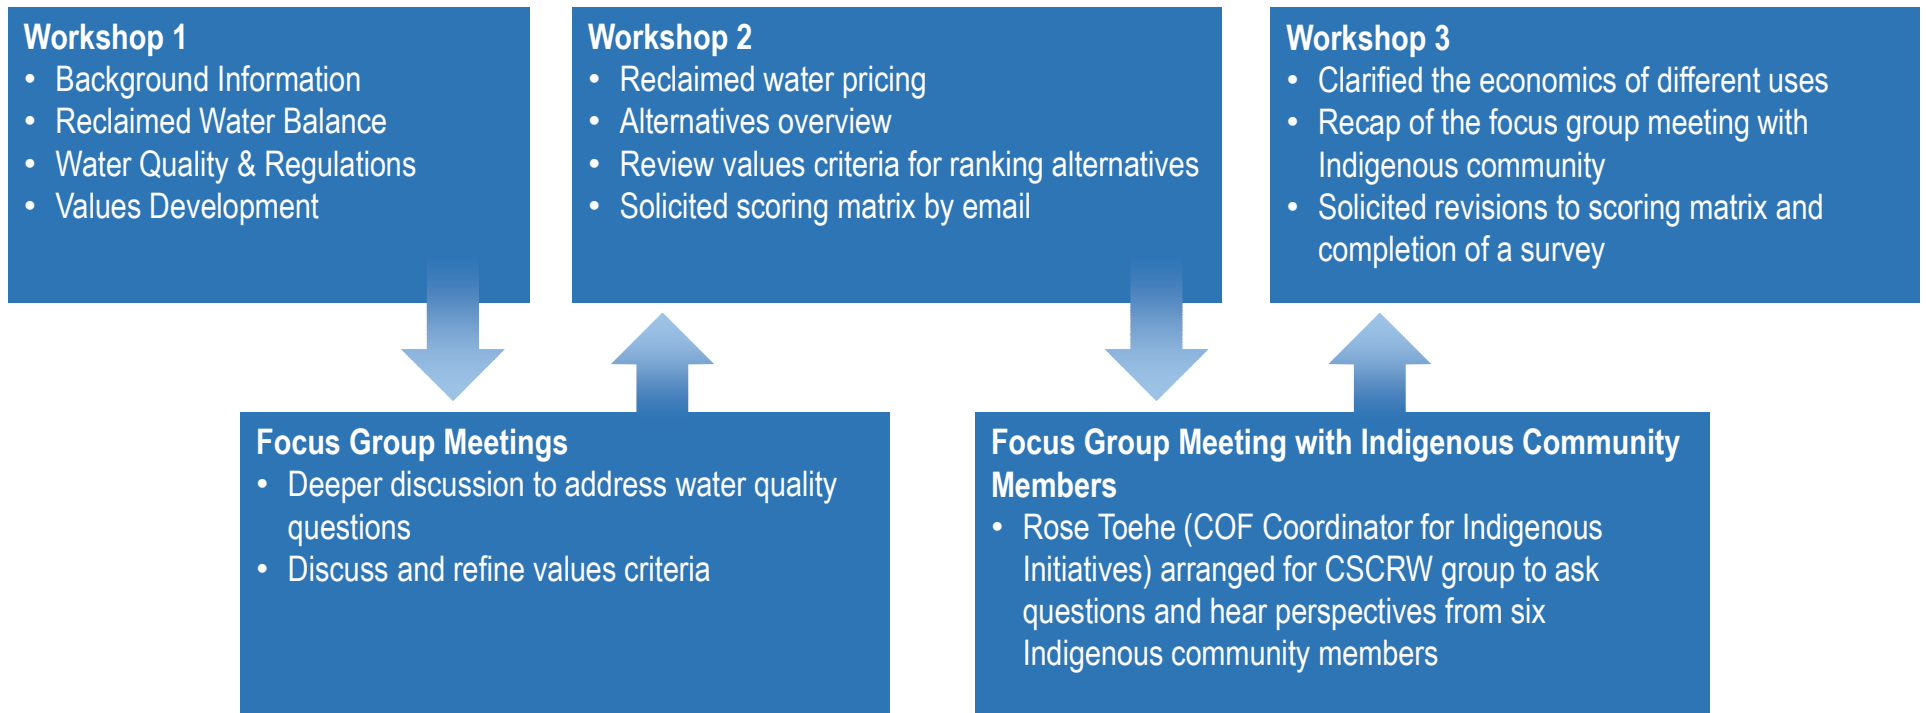 Workshop 1
• Background Information
• Reclaimed Water Balance
• Water Quality & Regulations
• Values Development
Workshop 2
• Reclaimed water pricing
• Alternatives overview
• Review values criteria for ranking alternatives
• Solicited scoring matrix by email
Workshop 3
• Clarified the economics of different uses
• Recap of the focus group meeting with
Indigenous community
• Solicited revisions to scoring matrix and
completion of a survey
Focus Group Meetings
• Deeper discussion to address water quality
questions
• Discuss and refine values criteria
Focus Group Meeting with Indigenous Community
Members
• Rose Toehe (COF Coordinator for Indigenous
Initiatives) arranged for CSCRW group to ask
questions and hear perspectives from six
Indigenous community members